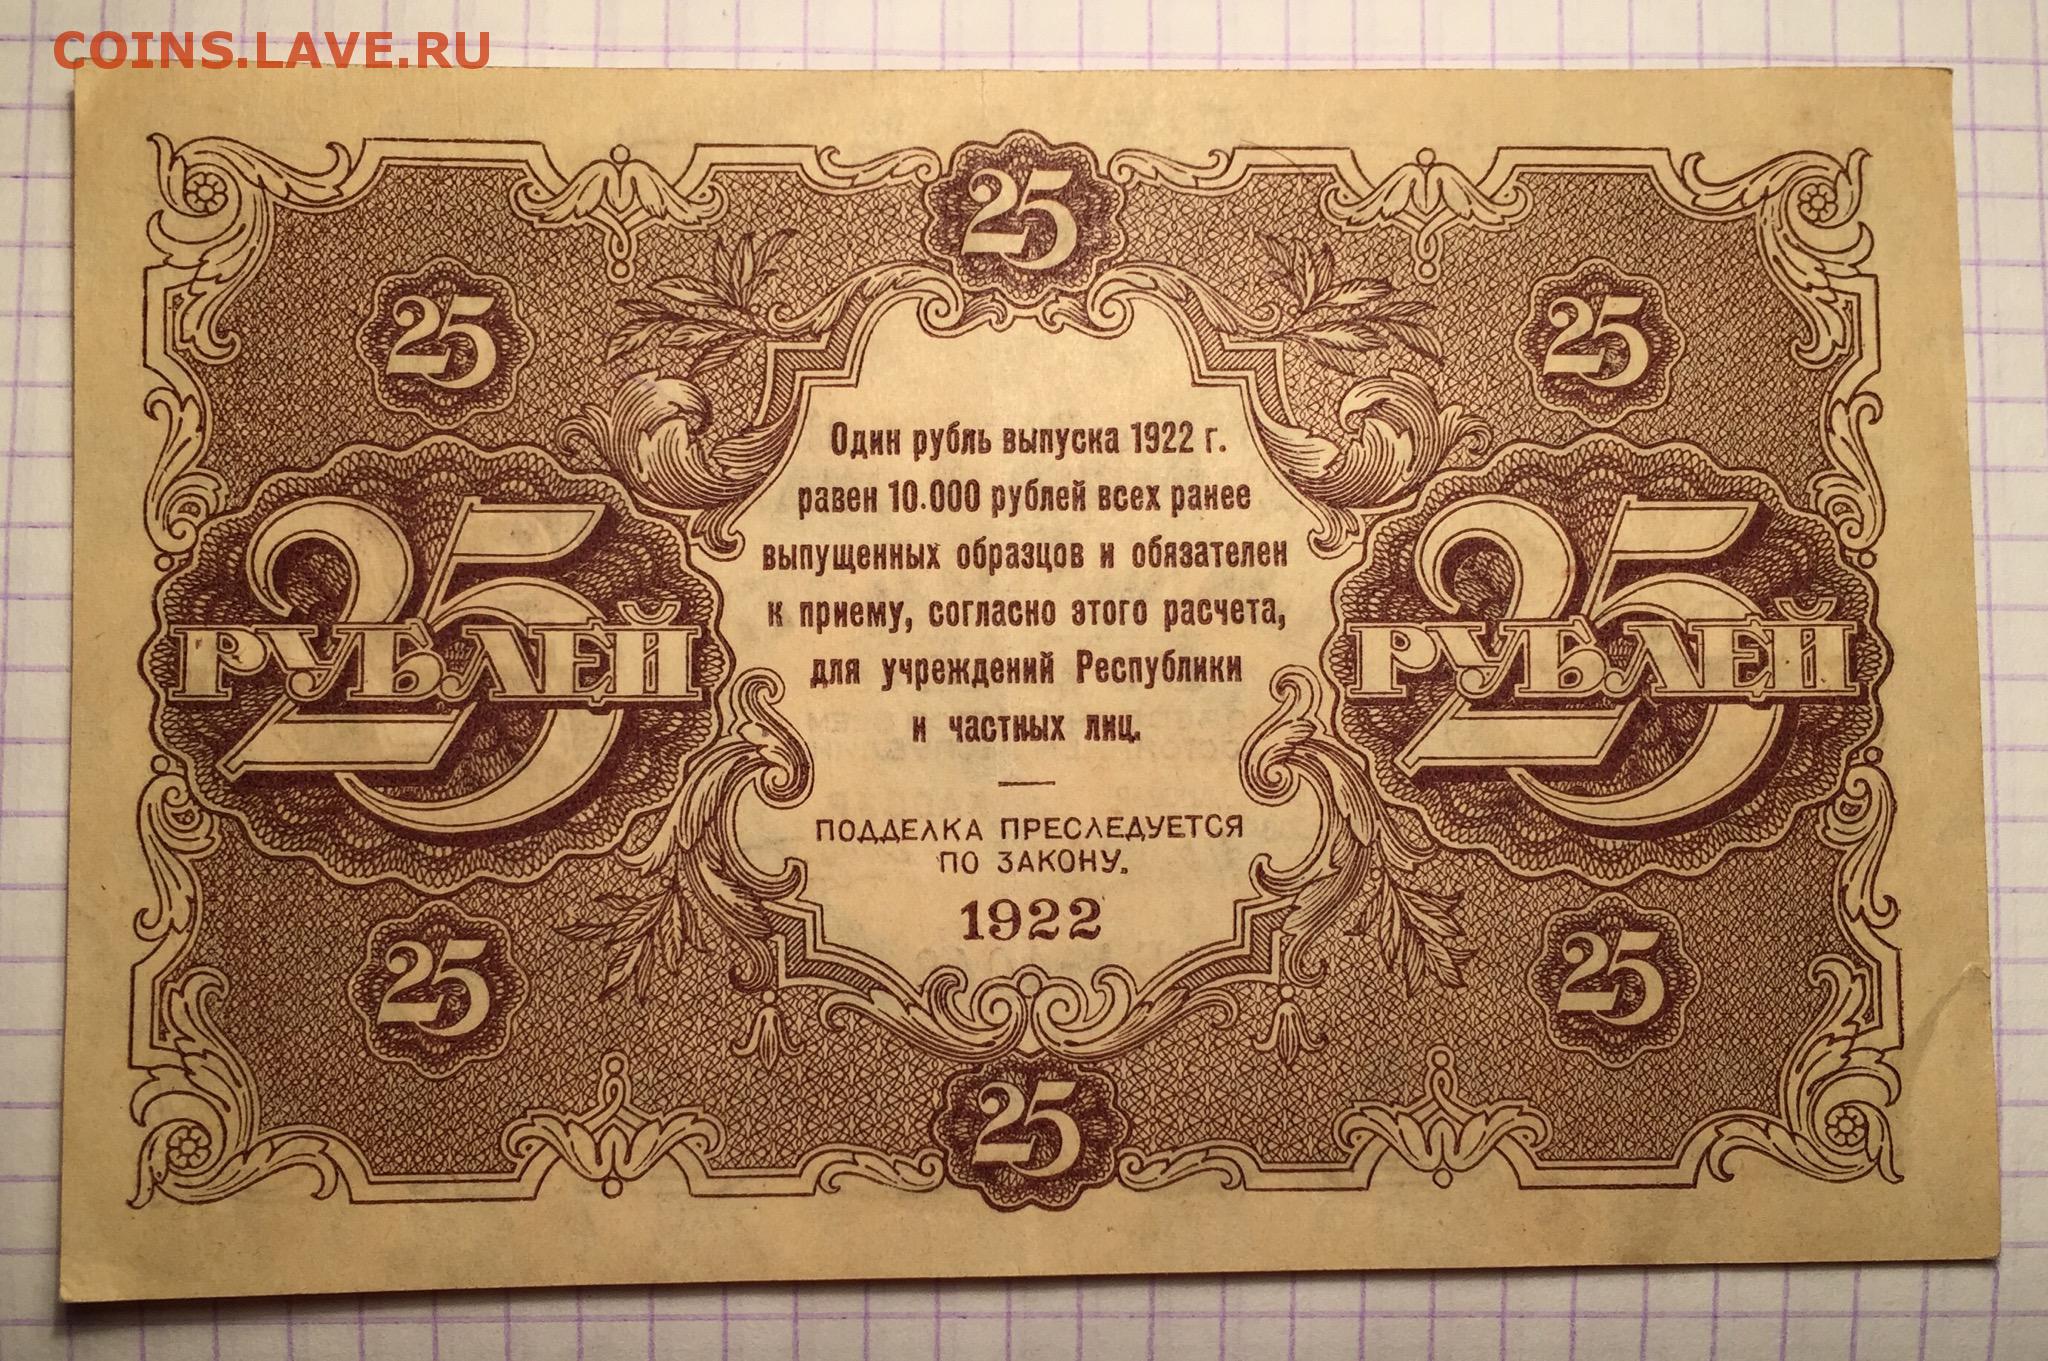 COINS.LAVE.RU
25
25 25
Один рубль выпуска 1922 г.
равен 10.000 рублей всех ранее
выпущенных образцов и обязателен
к приему, согласно этого расчета,
для учреждений Республики
и частных лиц.
25 РУБЛЕЙ 25 РУБЛЕЙ
ПОДДЕЛКА ПРЕСЛЕДУЕТСЯ
ПО ЗАКОНУ.
1922
25 25
25